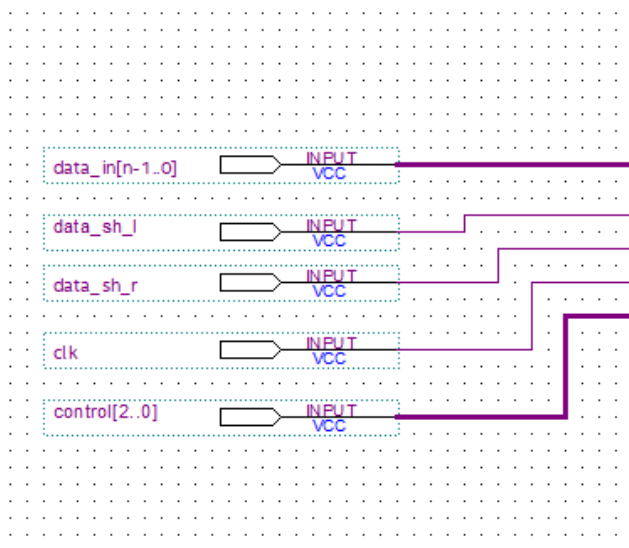 data_in[n-1..0] INPUT
VCC
data_sh_l INPUT
VCC
data_sh_r INPUT
VCC
clk INPUT
VCC
control[2..0] INPUT
VCC